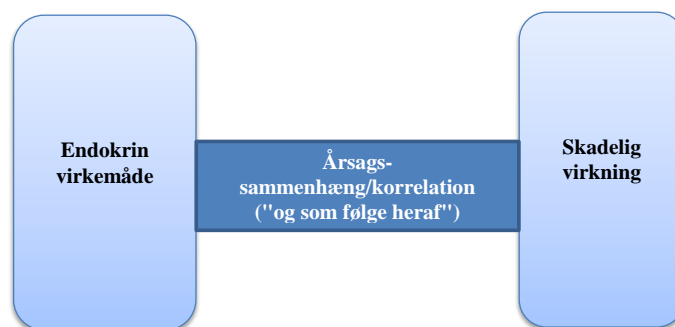 Endokrin
virkemåde
Årsags-
sammenhæng/korrelation
("og som følge heraf")
Skadelig
virkning